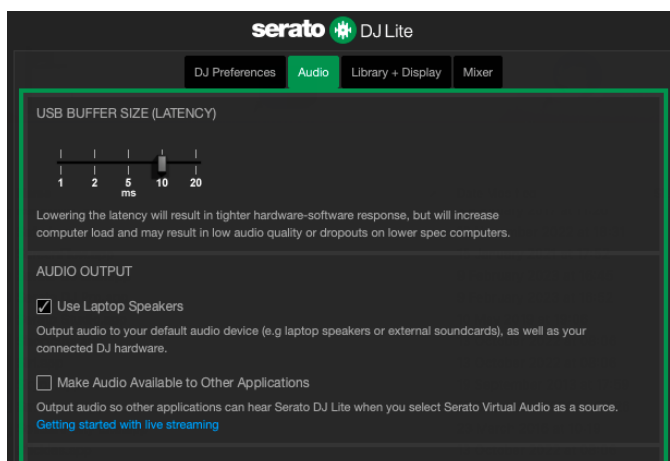 serato DJ Lite
DJ Preferences Audio Library + Display Mixer
USB BUFFER SIZE (LATENCY)
1 2 5 10 20
ms
Lowering the latency will result in tighter hardware-software response, but will increase
computer load and may result in low audio quality or dropouts on lower spec computers.
AUDIO OUTPUT
Use Laptop Speakers
Output audio to your default audio device (e.g laptop speakers or external soundcards), as well as your
connected DJ hardware.
Make Audio Available to Other Applications
Output audio so other applications can hear Serato DJ Lite when you select Serato Virtual Audio as a source.
Getting started with live streaming